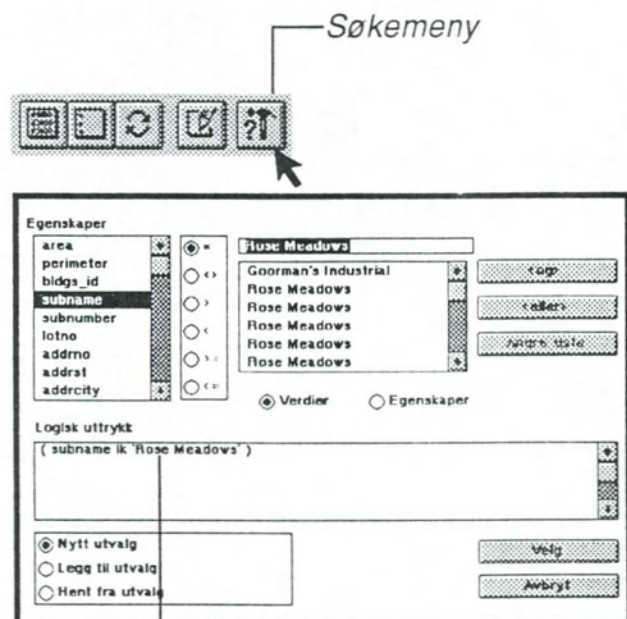 Søkemeny
Egenskaper
area
perimeter
bldgs_id
subname
subnumber
lotno
addrno
addrst
addrcity
=
<>
>
<
>=
<=
Rose Meadows
Goorman's Industrial
Rose Meadows
Rose Meadows
Rose Meadows
Rose Meadows
Rose Meadows
<og>
<eller>
Verdier
Egenskaper
Logisk uttrykk
( subname lk 'Rose Meadows' )
Nytt utvalg
Legg til utvalg
Hent fra utvalg
Velg
Avbryt